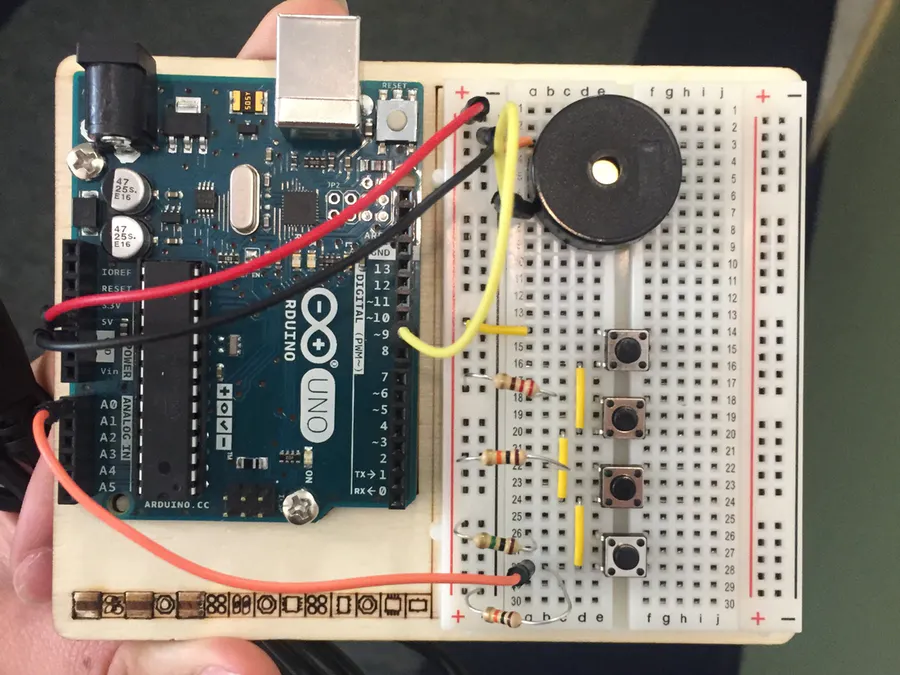 RESET
5052
47
25S.
E16
47
25S.
E16
JP2
IOREF
RESET
3.3V
5V
Vin
POWER
A0
A1
A2
A3
A4
A5
ANALOG IN
ARDUINO
UNO
®
ARDUINO.CC
ON
GND
13
12
~11
~10
~9
8
7
~6
~5
4
~3
2
TX→1
RX←0
DIGITAL (PWM~)
+ −
a b c d e
f g h i j
+ −
1
2
3
5
6
7
8
9
10
11
12
13
14
15
16
17
18
19
20
21
22
23
24
25
26
27
28
29
30
+ −
a b c d e
f g h i j
+ −